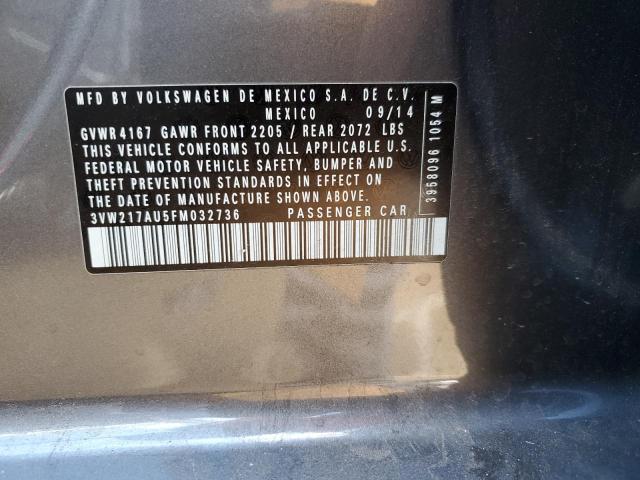 MFD BY VOLKSWAGEN DE MEXICO S.A. DE C.V.
MEXICO 09/14
GVWR 4167 GAWR FRONT 2205 / REAR 2072 LBS
THIS VEHICLE CONFORMS TO ALL APPLICABLE U.S.
FEDERAL MOTOR VEHICLE SAFETY, BUMPER AND
THEFT PREVENTION STANDARDS IN EFFECT ON
THE DATE OF MANUFACTURE SHOWN ABOVE.
3VW217AU5FM032736 PASSENGER CAR
3958096 1054 M